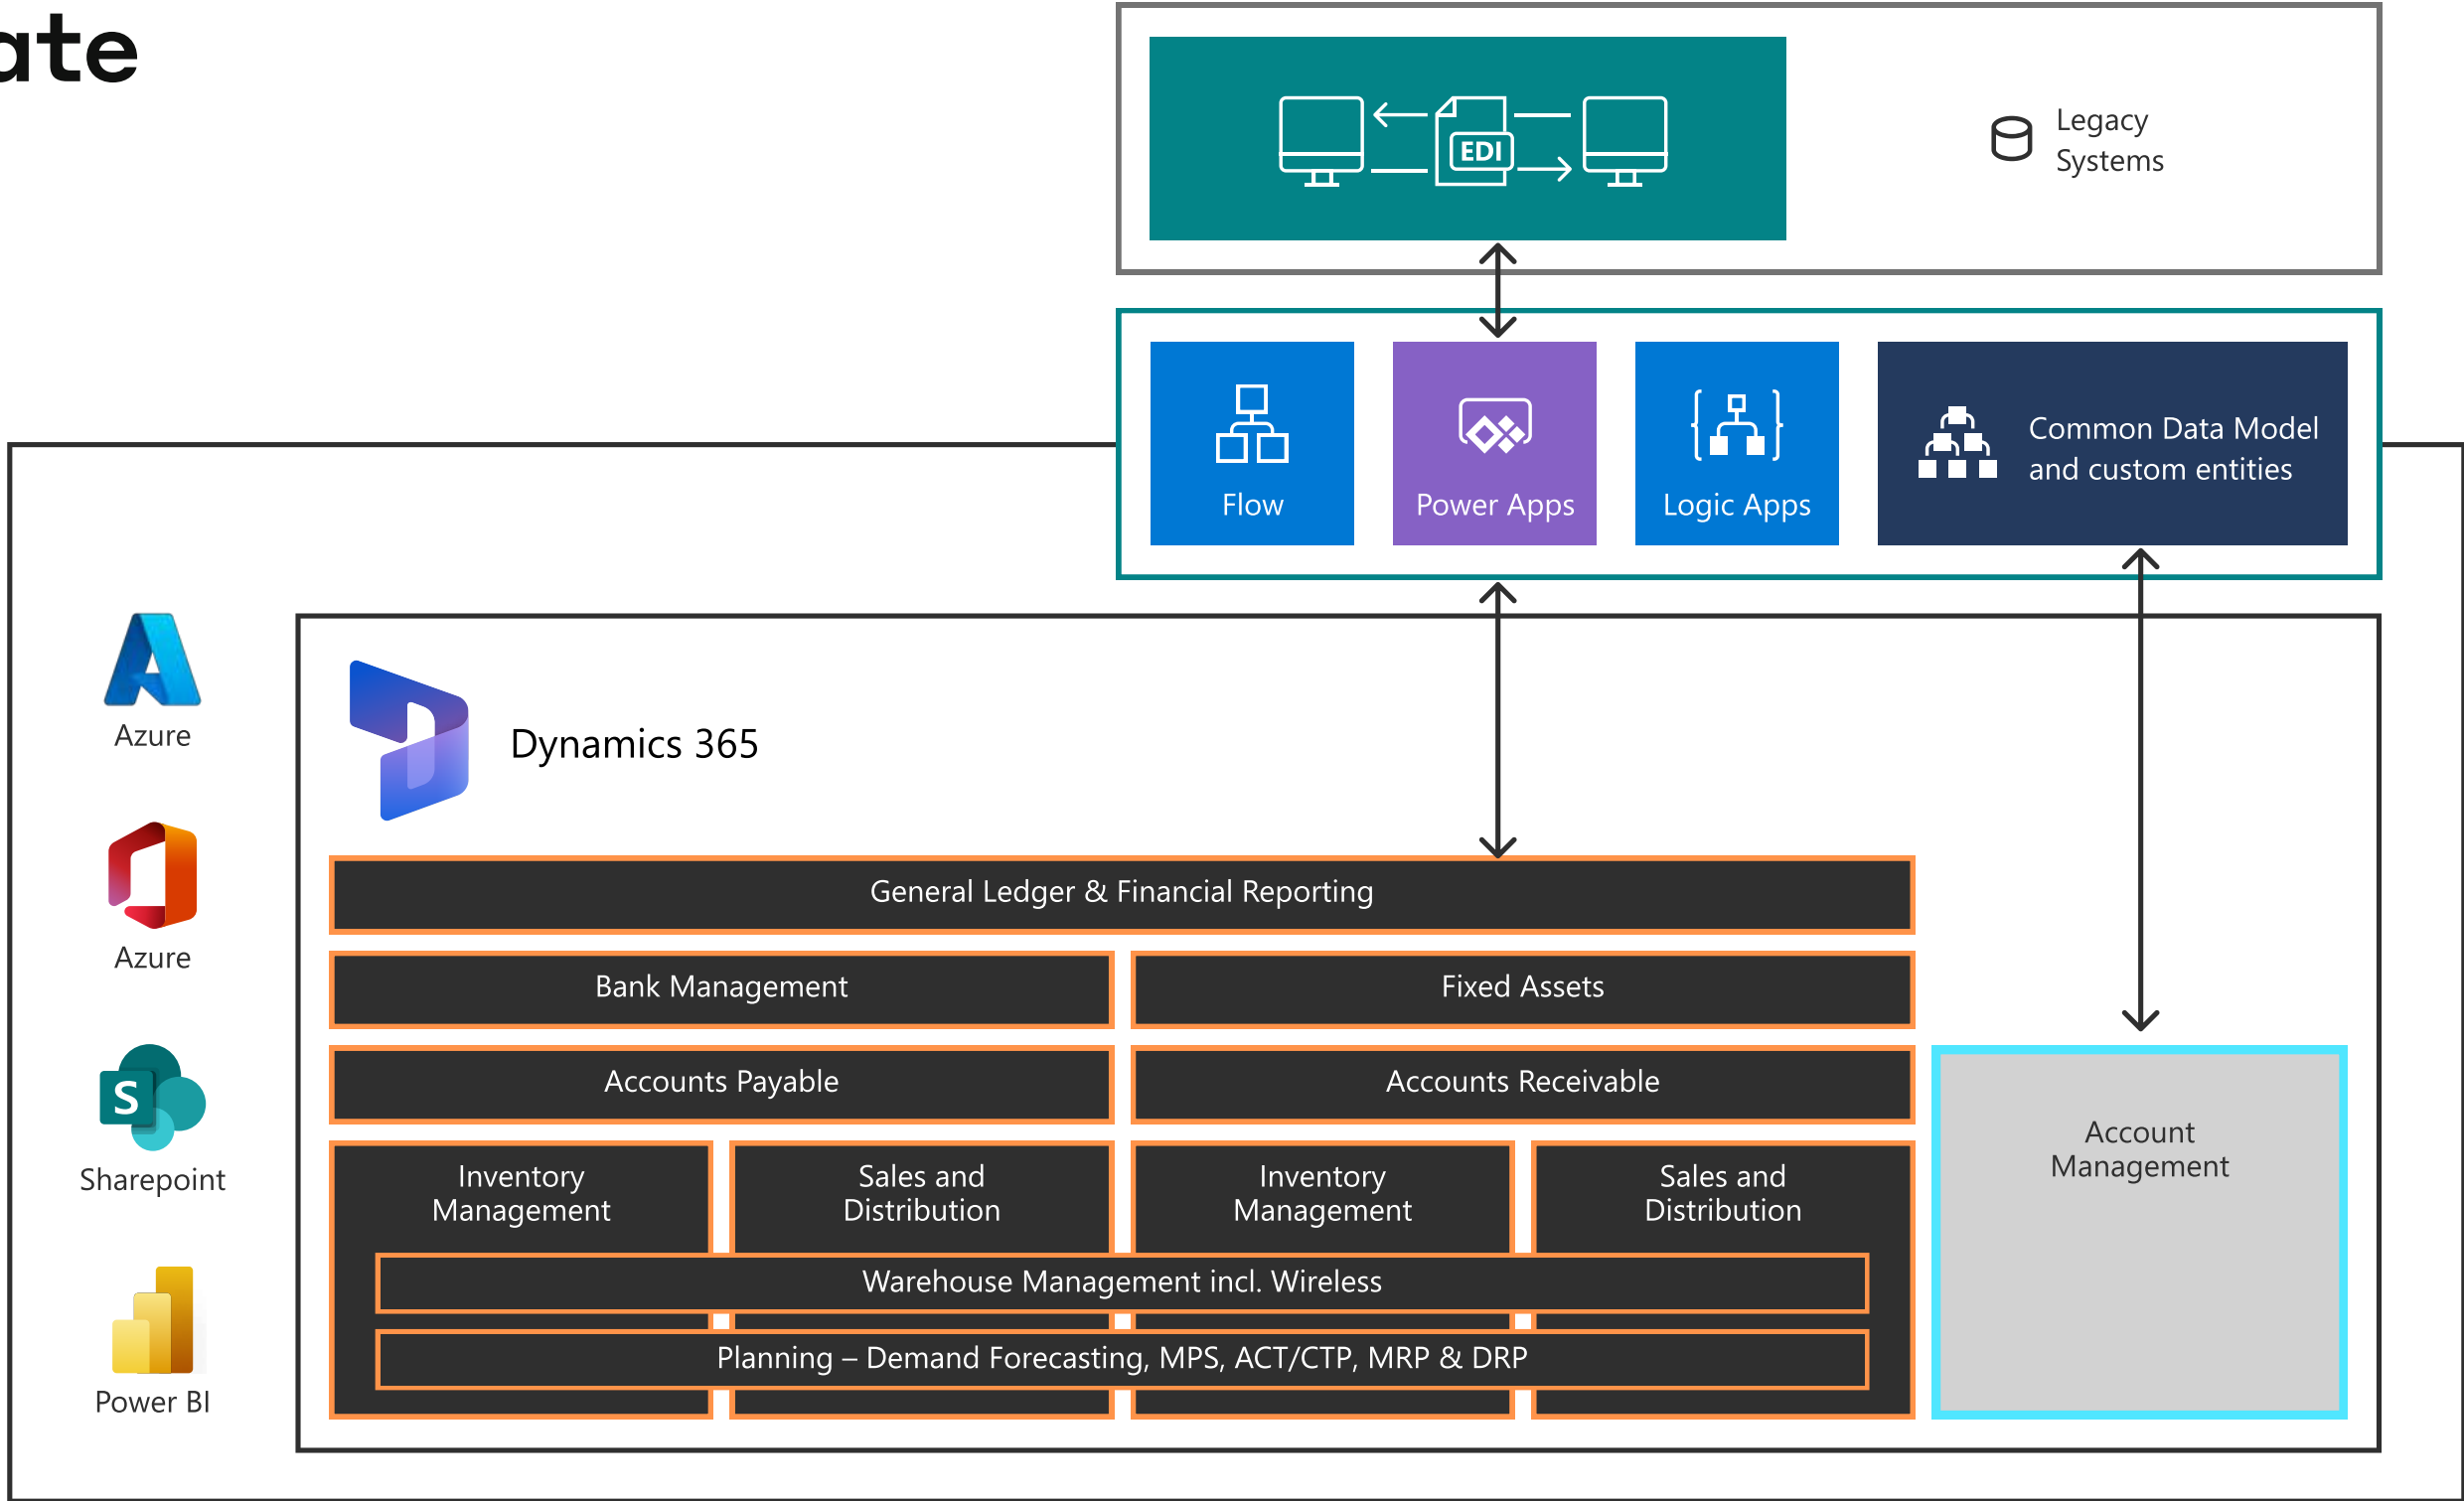 ate
EDI
Legacy
Systems
Flow
Power Apps
Logic Apps
Common Data Model
and custom entities
Azure
Dynamics 365
Azure
S
Sharepoint
Power BI
General Ledger & Financial Reporting
Bank Management
Fixed Assets
Accounts Payable
Accounts Receivable
Inventory
Management
Sales and
Distribution
Inventory
Management
Sales and
Distribution
Account
Management
Warehouse Management incl. Wireless
Planning – Demand Forecasting, MPS, ACT/CTP, MRP & DRP